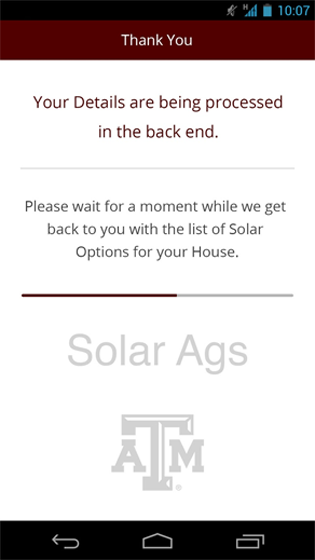 H 10:07
Thank You
Your Details are being processed
in the back end.
Please wait for a moment while we get
back to you with the list of Solar
Options for your House.
Solar Ags
ATM®